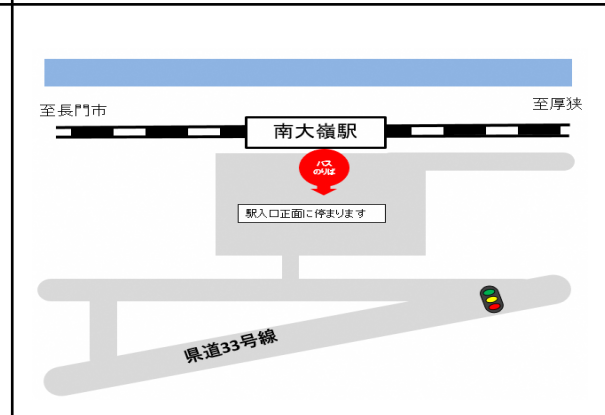 至長門市
至厚狭
南大嶺駅
バス
のりば
駅入口正面に停まります
県道33号線